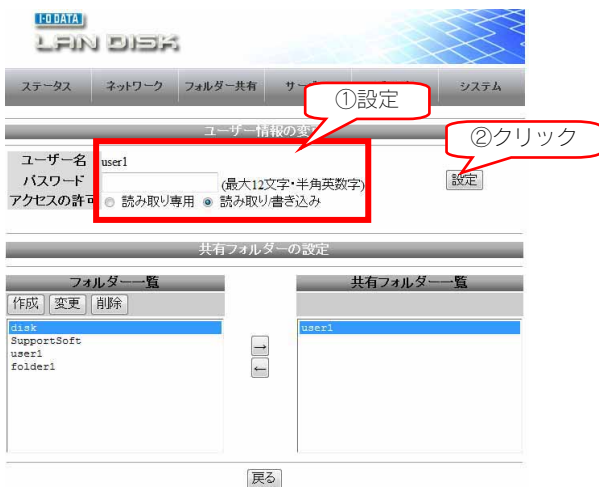 I-O DATA
LAN DISK
ステータス ネットワーク フォルダー共有 システム
①設定
ユーザー情報の変
②クリック
ユーザー名 user1
パスワード (最大12文字・半角英数字) 設定
アクセスの許可 読み取り専用 読み取り/書き込み
共有フォルダーの設定
フォルダー一覧 共有フォルダー一覧
作成 変更 削除
disk user1
SupportSoft
user1
folder1
→
←
戻る